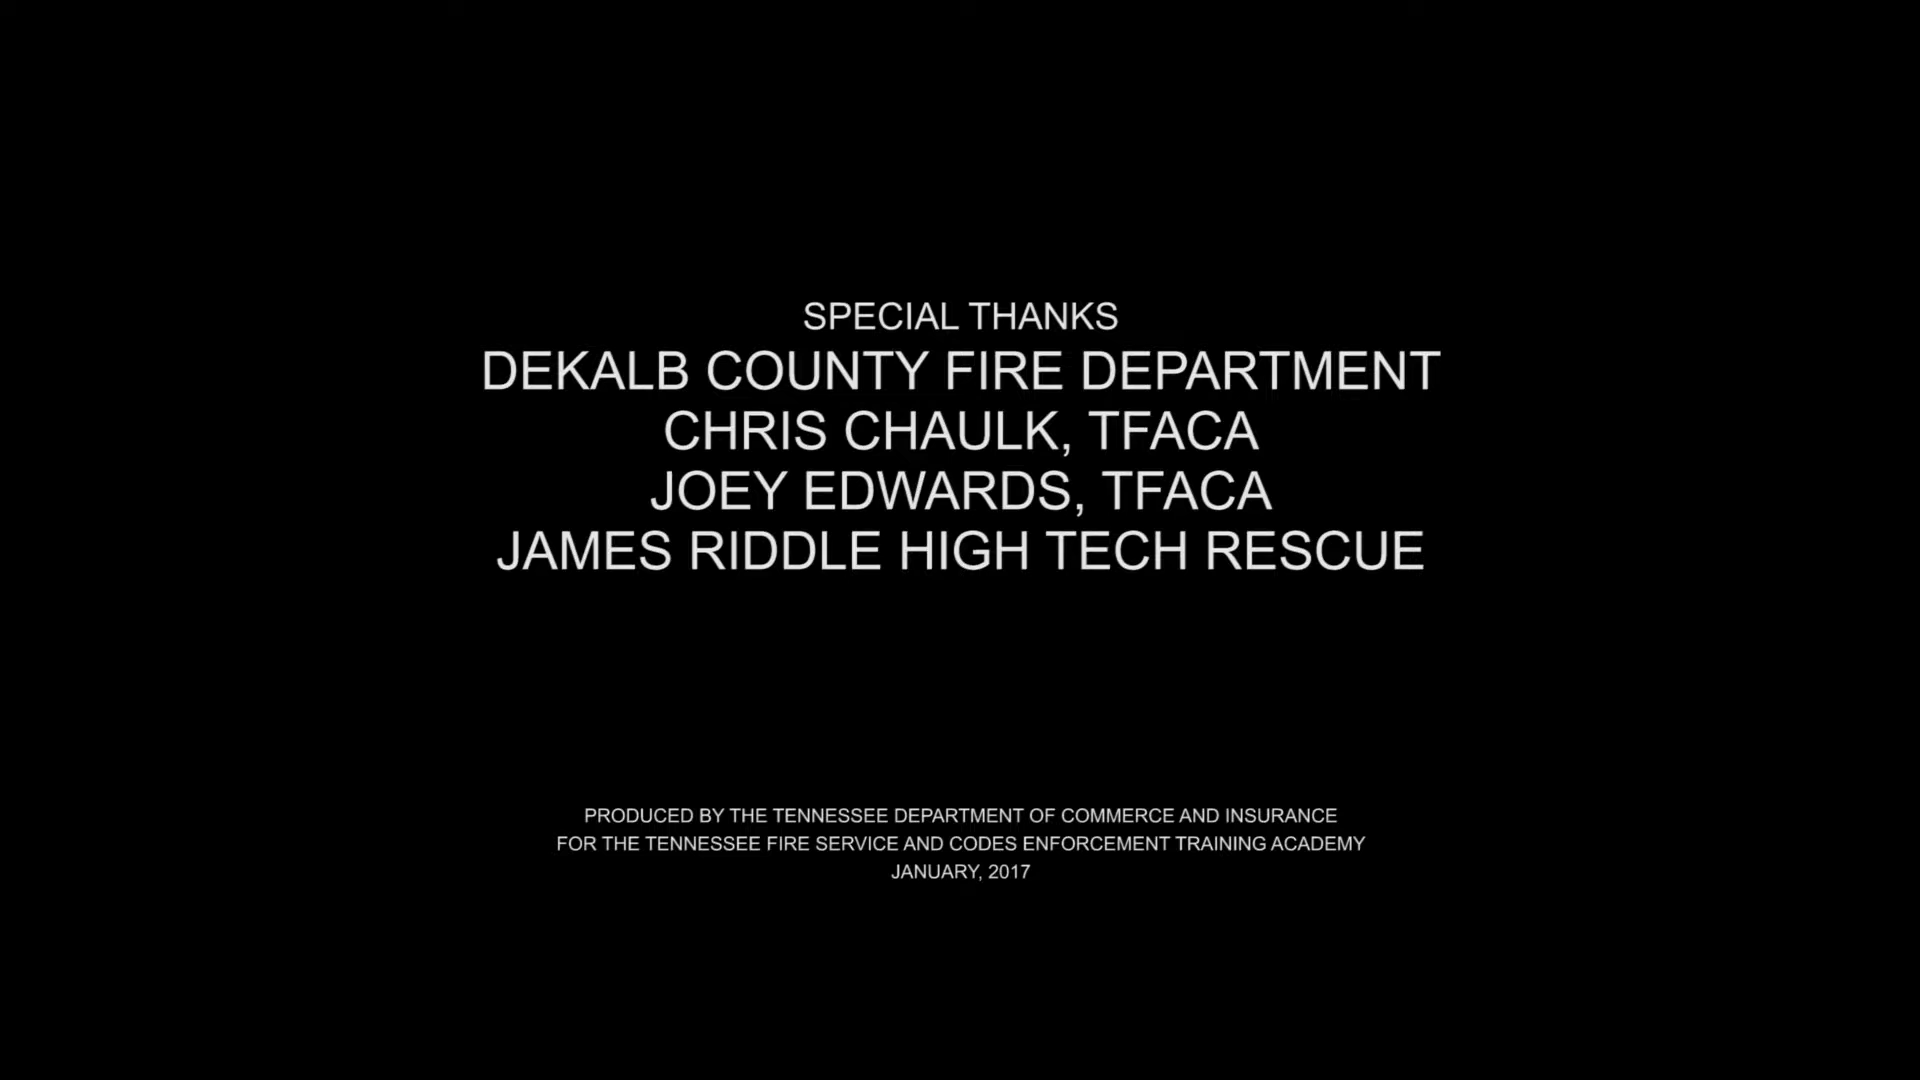 SPECIAL THANKS
DEKALB COUNTY FIRE DEPARTMENT
CHRIS CHAULK, TFACA
JOEY EDWARDS, TFACA
JAMES RIDDLE HIGH TECH RESCUE
PRODUCED BY THE TENNESSEE DEPARTMENT OF COMMERCE AND INSURANCE
FOR THE TENNESSEE FIRE SERVICE AND CODES ENFORCEMENT TRAINING ACADEMY
JANUARY, 2017